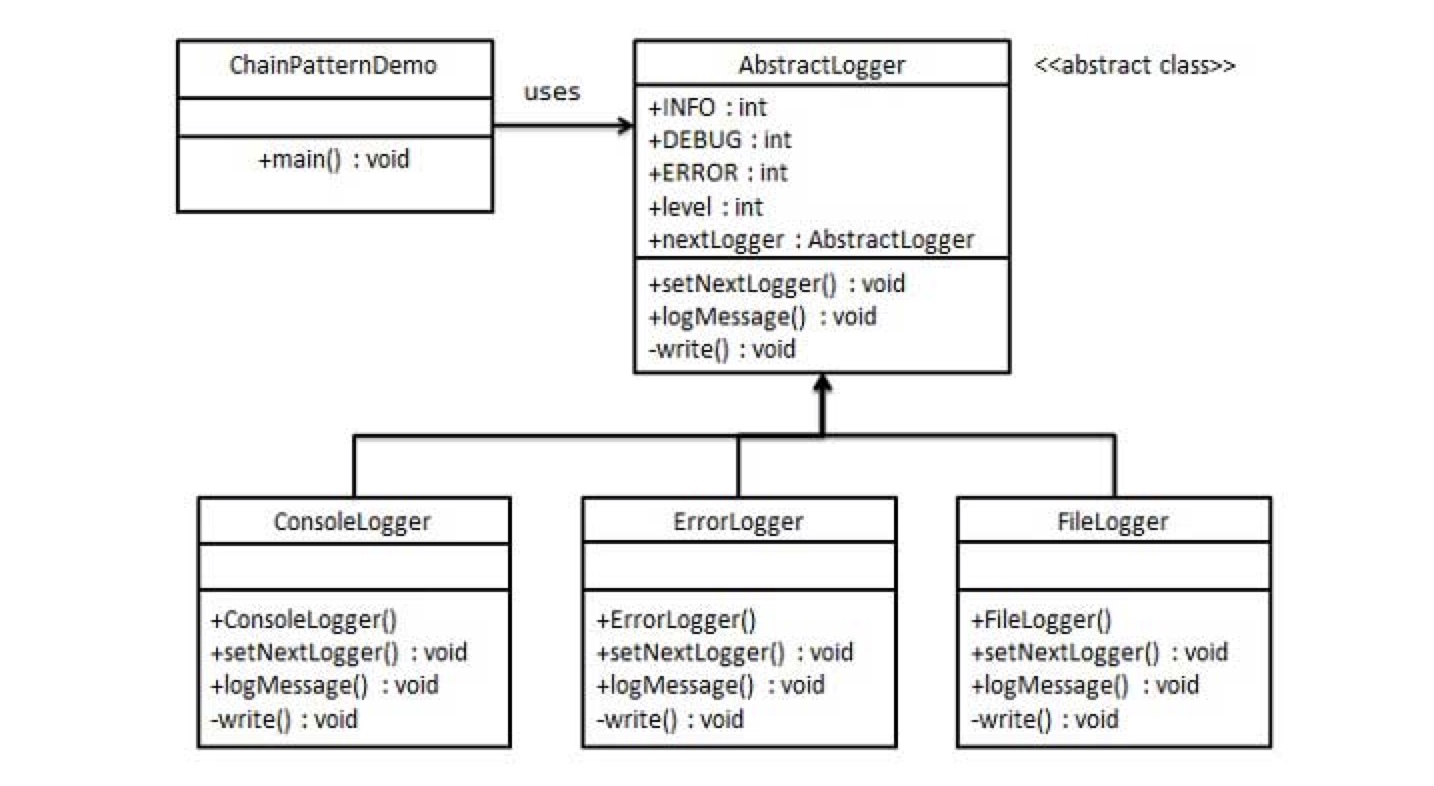 ChainPatternDemo
+main() : void
uses
AbstractLogger
<<abstract class>>
+INFO : int
+DEBUG : int
+ERROR : int
+level : int
+nextLogger : AbstractLogger
+setNextLogger() : void
+logMessage() : void
-write() : void
ConsoleLogger
+ConsoleLogger()
+setNextLogger() : void
+logMessage() : void
-write() : void
ErrorLogger
+ErrorLogger()
+setNextLogger() : void
+logMessage() : void
-write() : void
FileLogger
+FileLogger()
+setNextLogger() : void
+logMessage() : void
-write() : void